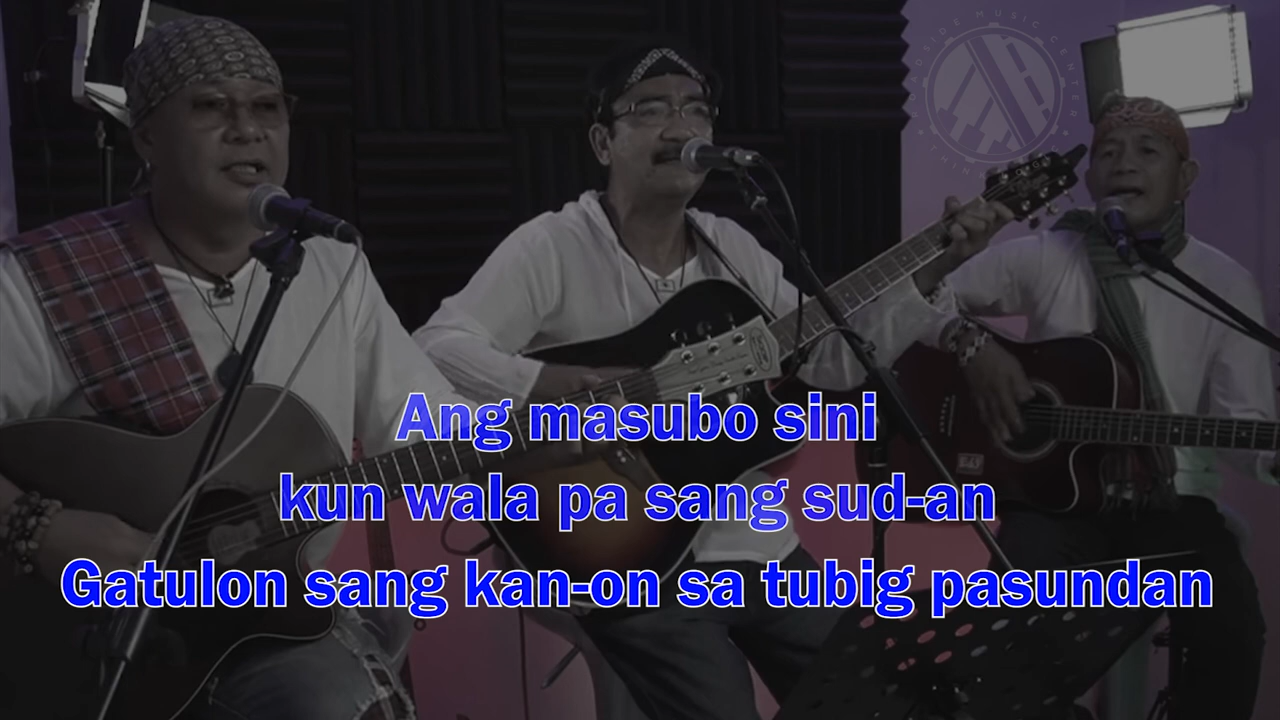 Ang masubo sini
kun wala pa sang sud-an
Gatulon sang kan-on sa tubig pasundan